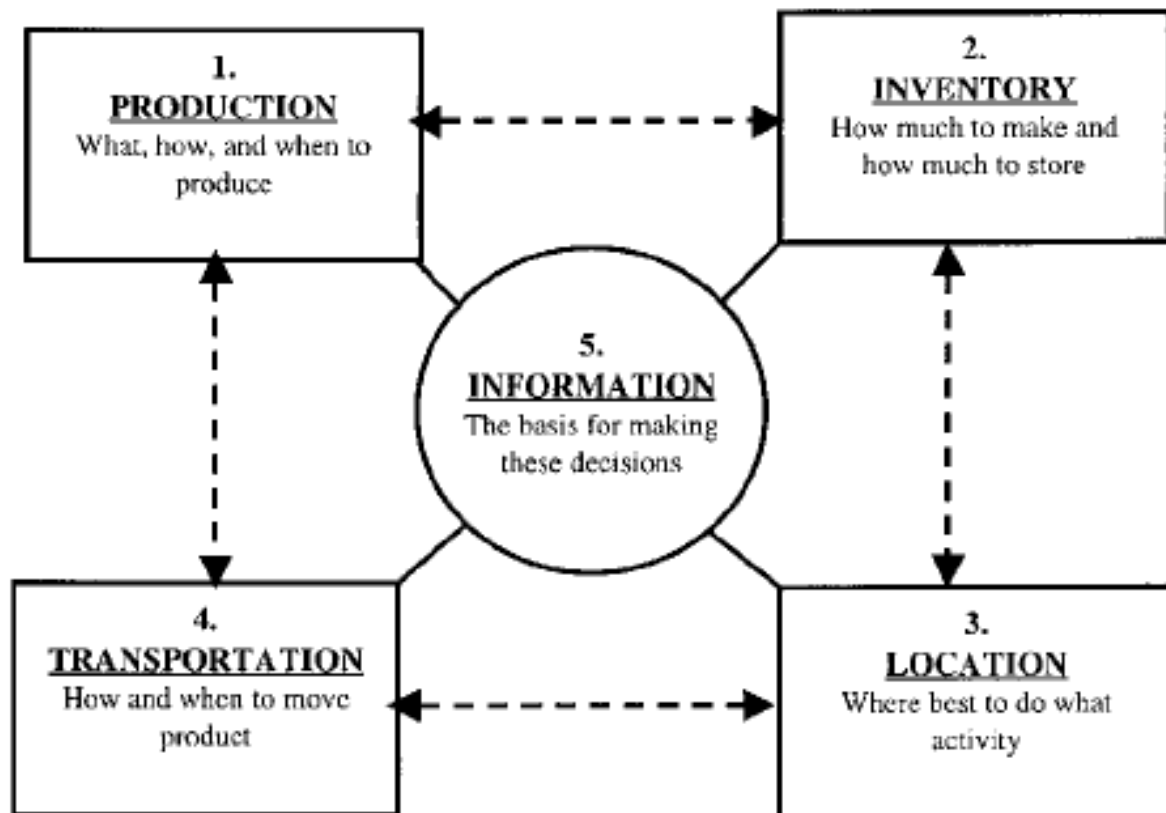 1.
PRODUCTION
What, how, and when to
produce
2.
INVENTORY
How much to make and
how much to store
5.
INFORMATION
The basis for making
these decisions
4.
TRANSPORTATION
How and when to move
product
3.
LOCATION
Where best to do what
activity